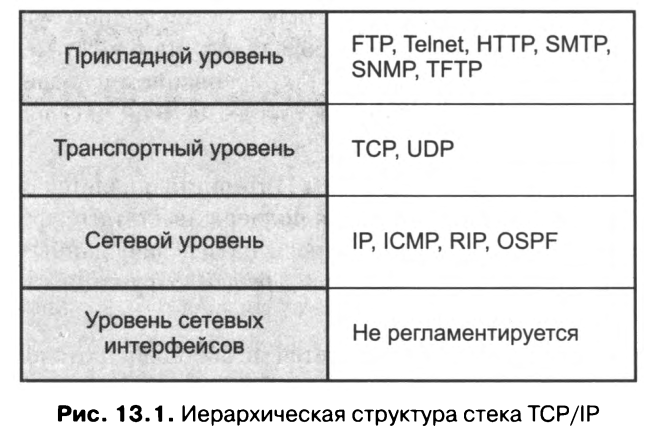 Прикладной уровень
FTP, Telnet, HTTP, SMTP,
SNMP, TFTP
Транспортный уровень
TCP, UDP
Сетевой уровень
IP, ICMP, RIP, OSPF
Уровень сетевых
интерфейсов
Не регламентируется
Рис. 13.1. Иерархическая структура стека TCP/IP